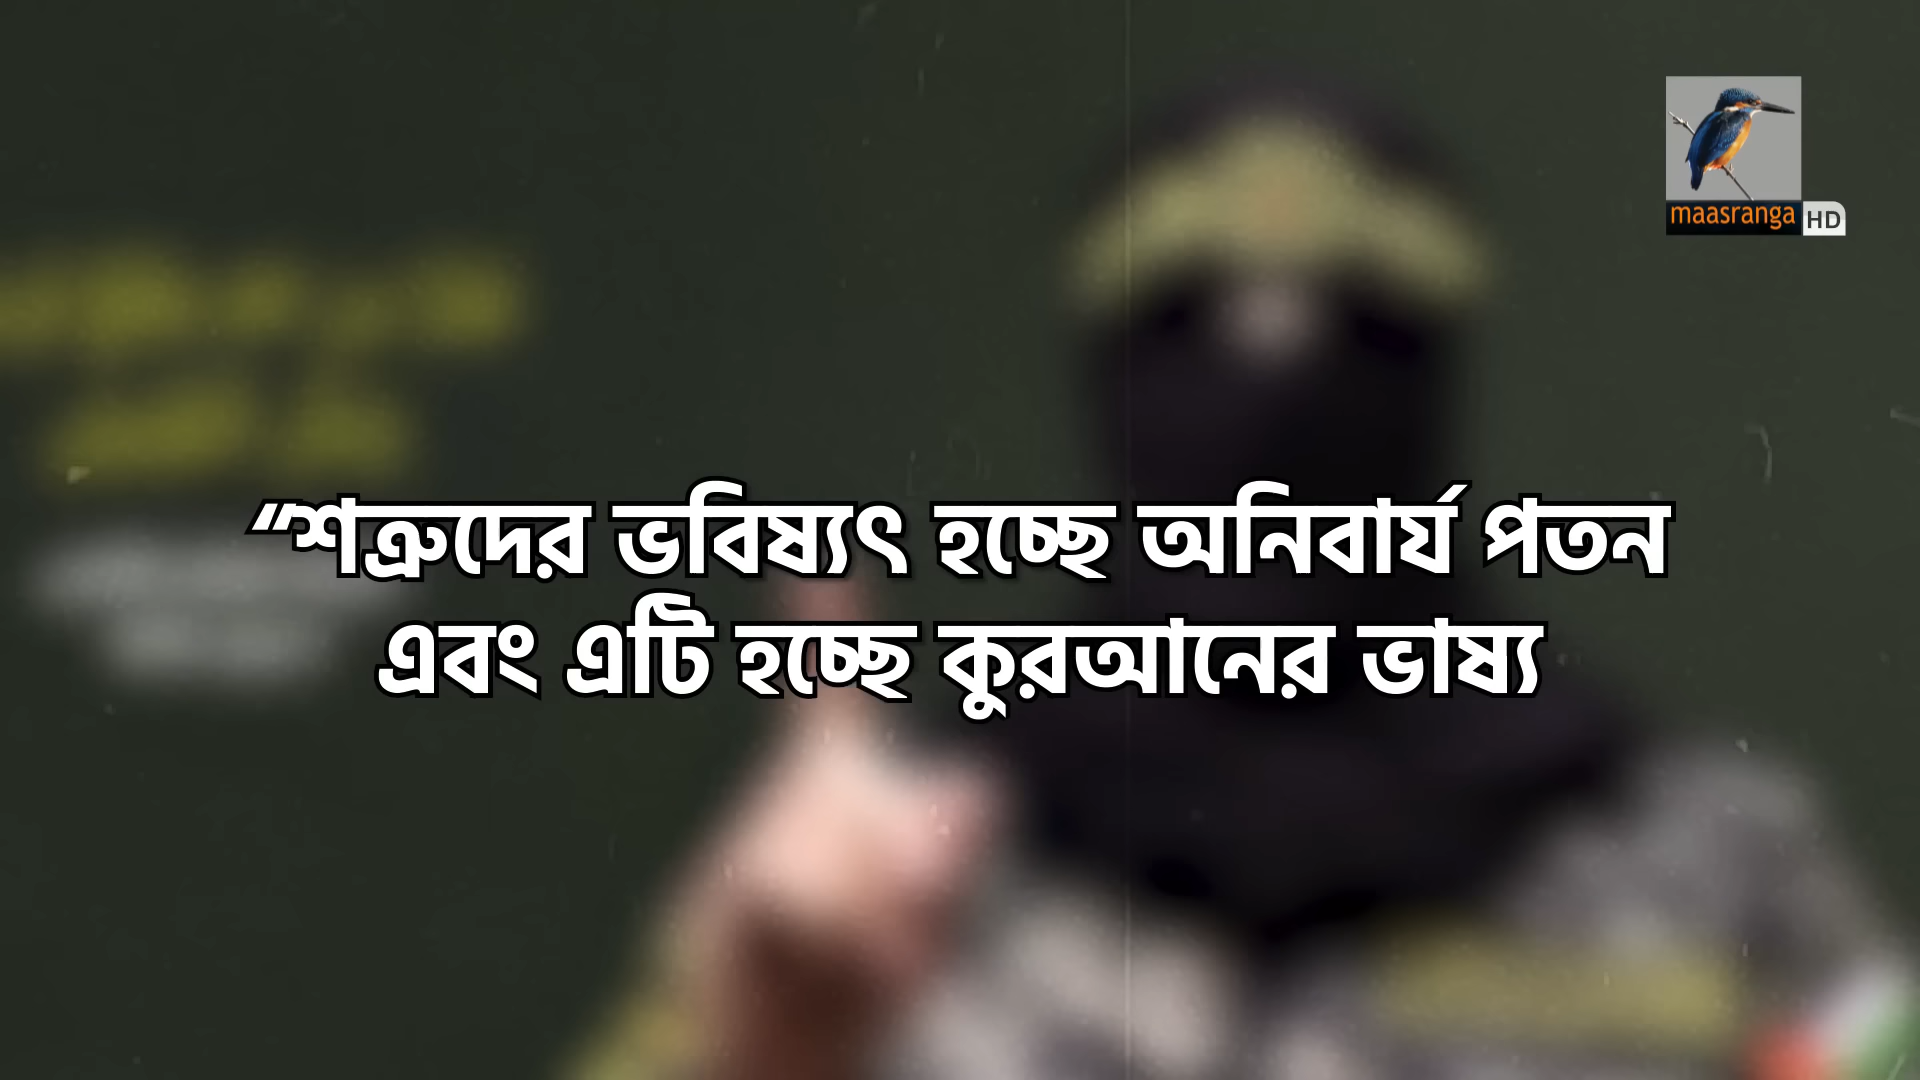 maasranga HD
“শত্রুদের ভবিষ্যৎ হচ্ছে অনিবার্য পতন
এবং এটি হচ্ছে কুরআনের ভাষ্য